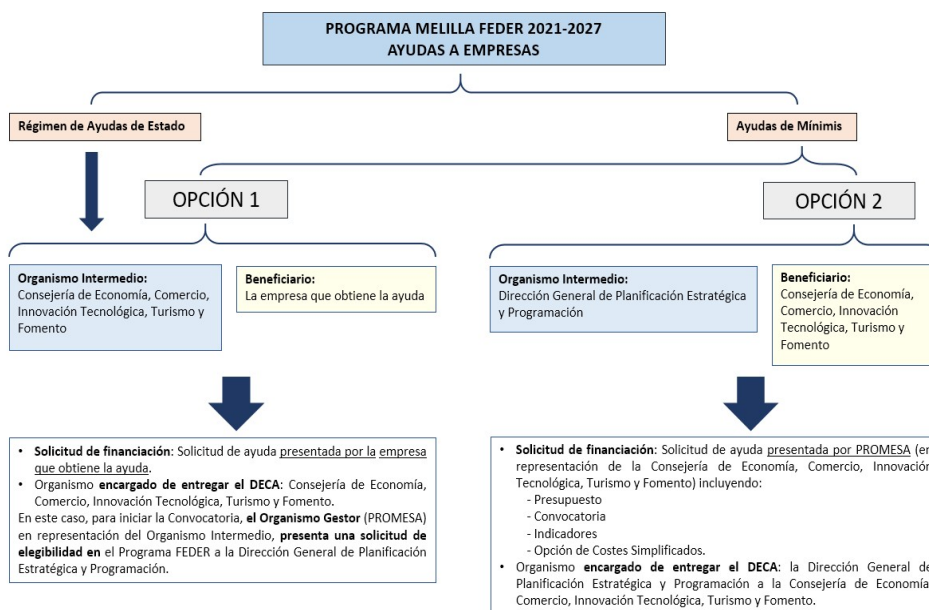 PROGRAMA MELILLA FEDER 2021-2027
AYUDAS A EMPRESAS
Régimen de Ayudas de Estado
Ayudas de Mínimis
OPCIÓN 1
OPCIÓN 2
Organismo Intermedio:
Consejería de Economía, Comercio,
Innovación Tecnológica, Turismo y
Fomento
Beneficiario:
La empresa que obtiene la ayuda
Organismo Intermedio:
Dirección General de Planificación Estratégica
y Programación
Beneficiario:
Consejería de Economía,
Comercio, Innovación
Tecnológica, Turismo y
Fomento
• Solicitud de financiación: Solicitud de ayuda presentada por la empresa
que obtiene la ayuda.
• Organismo encargado de entregar el DECA: Consejería de Economía,
Comercio, Innovación Tecnológica, Turismo y Fomento.
En este caso, para iniciar la Convocatoria, el Organismo Gestor (PROMESA)
en representación del Organismo Intermedio, presenta una solicitud de
elegibilidad en el Programa FEDER a la Dirección General de Planificación
Estratégica y Programación.
• Solicitud de financiación: Solicitud de ayuda presentada por PROMESA (en
representación de la Consejería de Economía, Comercio, Innovación
Tecnológica, Turismo y Fomento) incluyendo:
- Presupuesto
- Convocatoria
- Indicadores
- Opción de Costes Simplificados.
• Organismo encargado de entregar el DECA: la Dirección General de
Planificación Estratégica y Programación a la Consejería de Economía
Comercio, Innovación Tecnológica, Turismo y Fomento.